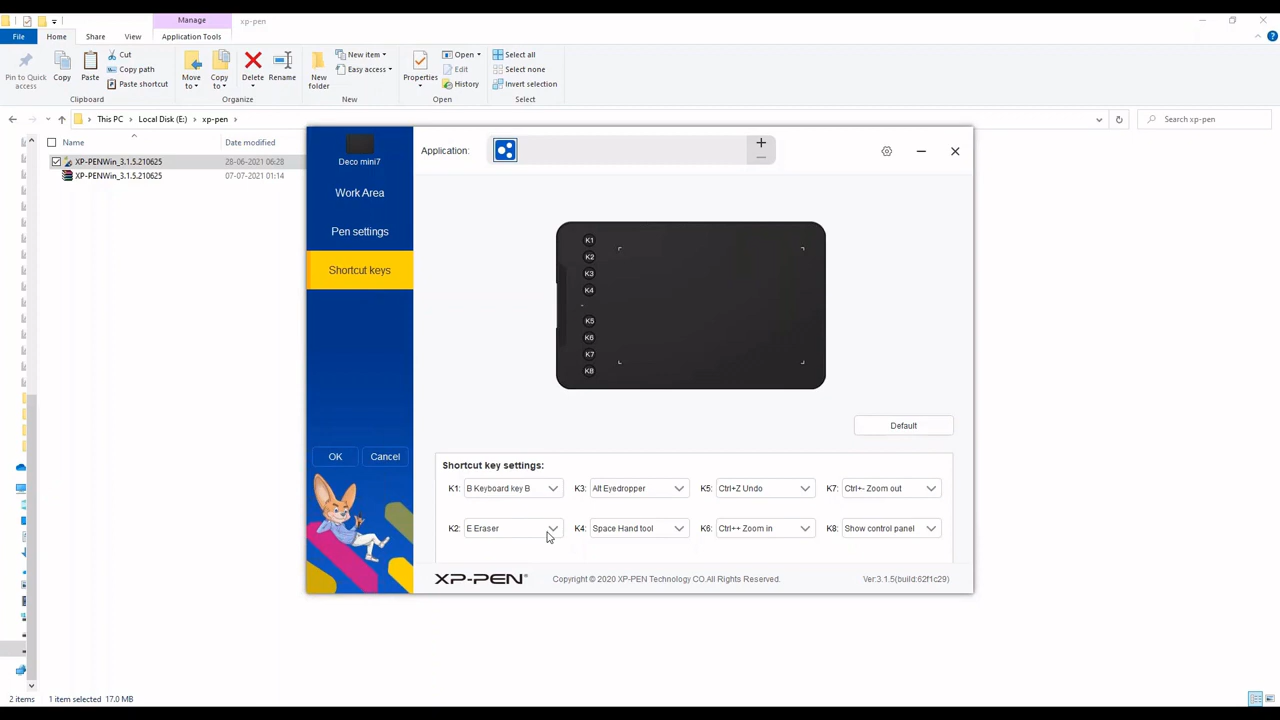 Manage
xp-pen
File
Home
Share
View
Application Tools
Pin to Quick
access
Copy
Paste
Cut
Copy path
Paste shortcut
Clipboard
Move
to
Copy
to
Delete
Rename
Organize
New
folder
New item
Easy access
New
Properties
Open
Edit
History
Open
Select all
Select none
Invert selection
Select
This PC
Local Disk (E:)
xp-pen
Search xp-pen
Name
Date modified
XP-PENWin_3.1.5.210625
28-06-2021 06:28
XP-PENWin_3.1.5.210625
07-07-2021 01:14
Deco mini7
Work Area
Pen settings
Shortcut keys
OK
Cancel
Application:
K1
K2
K3
K4
K5
K6
K7
K8
Default
Shortcut key settings:
K1: B Keyboard key B
K3: Alt Eyedropper
K5: Ctrl+Z Undo
K7: Ctrl+- Zoom out
K2: E Eraser
K4: Space Hand tool
K6: Ctrl++ Zoom in
K8: Show control panel
XP-PEN®
Copyright © 2020 XP-PEN Technology CO.All Rights Reserved.
Ver:3.1.5(build:62f1c29)
2 items
1 item selected 17.0 MB